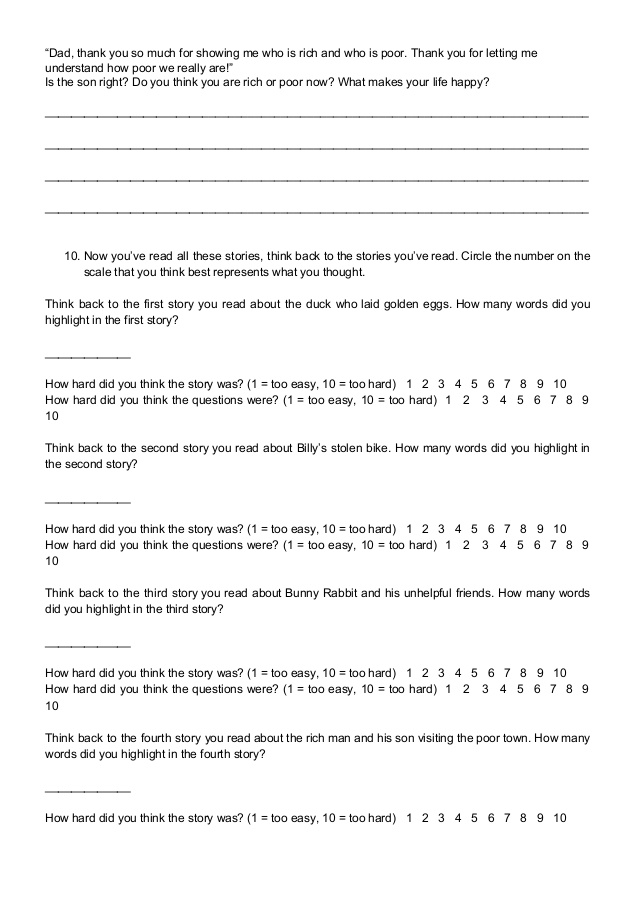 “Dad, thank you so much for showing me who is rich and who is poor. Thank you for letting me
understand how poor we really are!”
Is the son right? Do you think you are rich or poor now? What makes your life happy?
10. Now you’ve read all these stories, think back to the stories you’ve read. Circle the number on the
scale that you think best represents what you thought.
Think back to the first story you read about the duck who laid golden eggs. How many words did you
highlight in the first story?
How hard did you think the story was? (1 = too easy, 10 = too hard) 1 2 3 4 5 6 7 8 9 10
How hard did you think the questions were? (1 = too easy, 10 = too hard) 1 2 3 4 5 6 7 8 9
10
Think back to the second story you read about Billy’s stolen bike. How many words did you highlight in
the second story?
How hard did you think the story was? (1 = too easy, 10 = too hard) 1 2 3 4 5 6 7 8 9 10
How hard did you think the questions were? (1 = too easy, 10 = too hard) 1 2 3 4 5 6 7 8 9
10
Think back to the third story you read about Bunny Rabbit and his unhelpful friends. How many words
did you highlight in the third story?
How hard did you think the story was? (1 = too easy, 10 = too hard) 1 2 3 4 5 6 7 8 9 10
How hard did you think the questions were? (1 = too easy, 10 = too hard) 1 2 3 4 5 6 7 8 9
10
Think back to the fourth story you read about the rich man and his son visiting the poor town. How many
words did you highlight in the fourth story?
How hard did you think the story was? (1 = too easy, 10 = too hard) 1 2 3 4 5 6 7 8 9 10